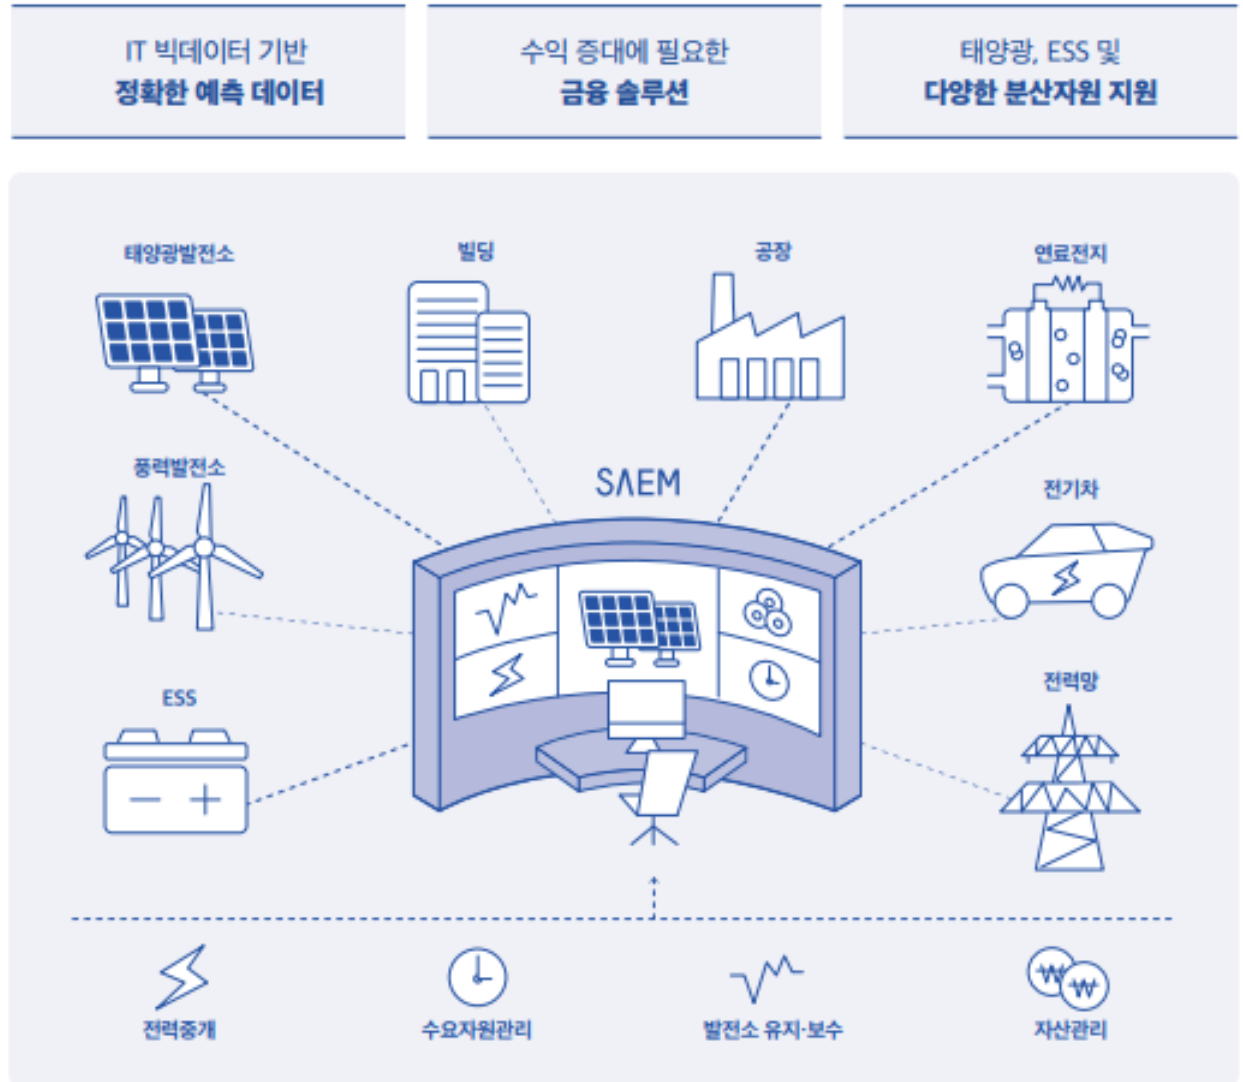 IT 빅데이터 기반
정확한 예측 데이터
수익 증대에 필요한
금융 솔루션
태양광, ESS 및
다양한 분산자원 지원
태양광발전소
빌딩
공장
연료전지
풍력발전소
SAEM
전기차
ESS
전력망
전력중개
수요자원관리
발전소 유지·보수
자산관리